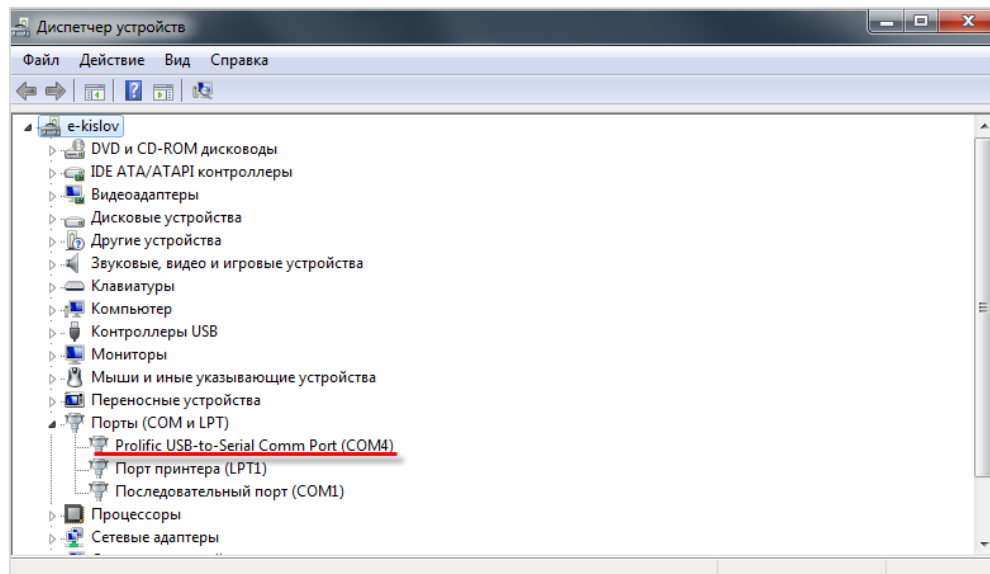 Диспетчер устройств
Файл Действие Вид Справка
e-kislov
DVD и CD-ROM дисководы
IDE ATA/ATAPI контроллеры
Видеоадаптеры
Дисковые устройства
Другие устройства
Звуковые, видео и игровые устройства
Клавиатуры
Компьютер
Контроллеры USB
Мониторы
Мыши и иные указывающие устройства
Переносные устройства
Порты (COM и LPT)
Prolific USB-to-Serial Comm Port (COM4)
Порт принтера (LPT1)
Последовательный порт (COM1)
Процессоры
Сетевые адаптеры